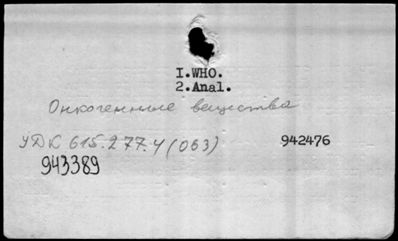 I.WHO.
2.Anal.
Онкогенные вещества
УДК 615.277.4(063) 942476
943389